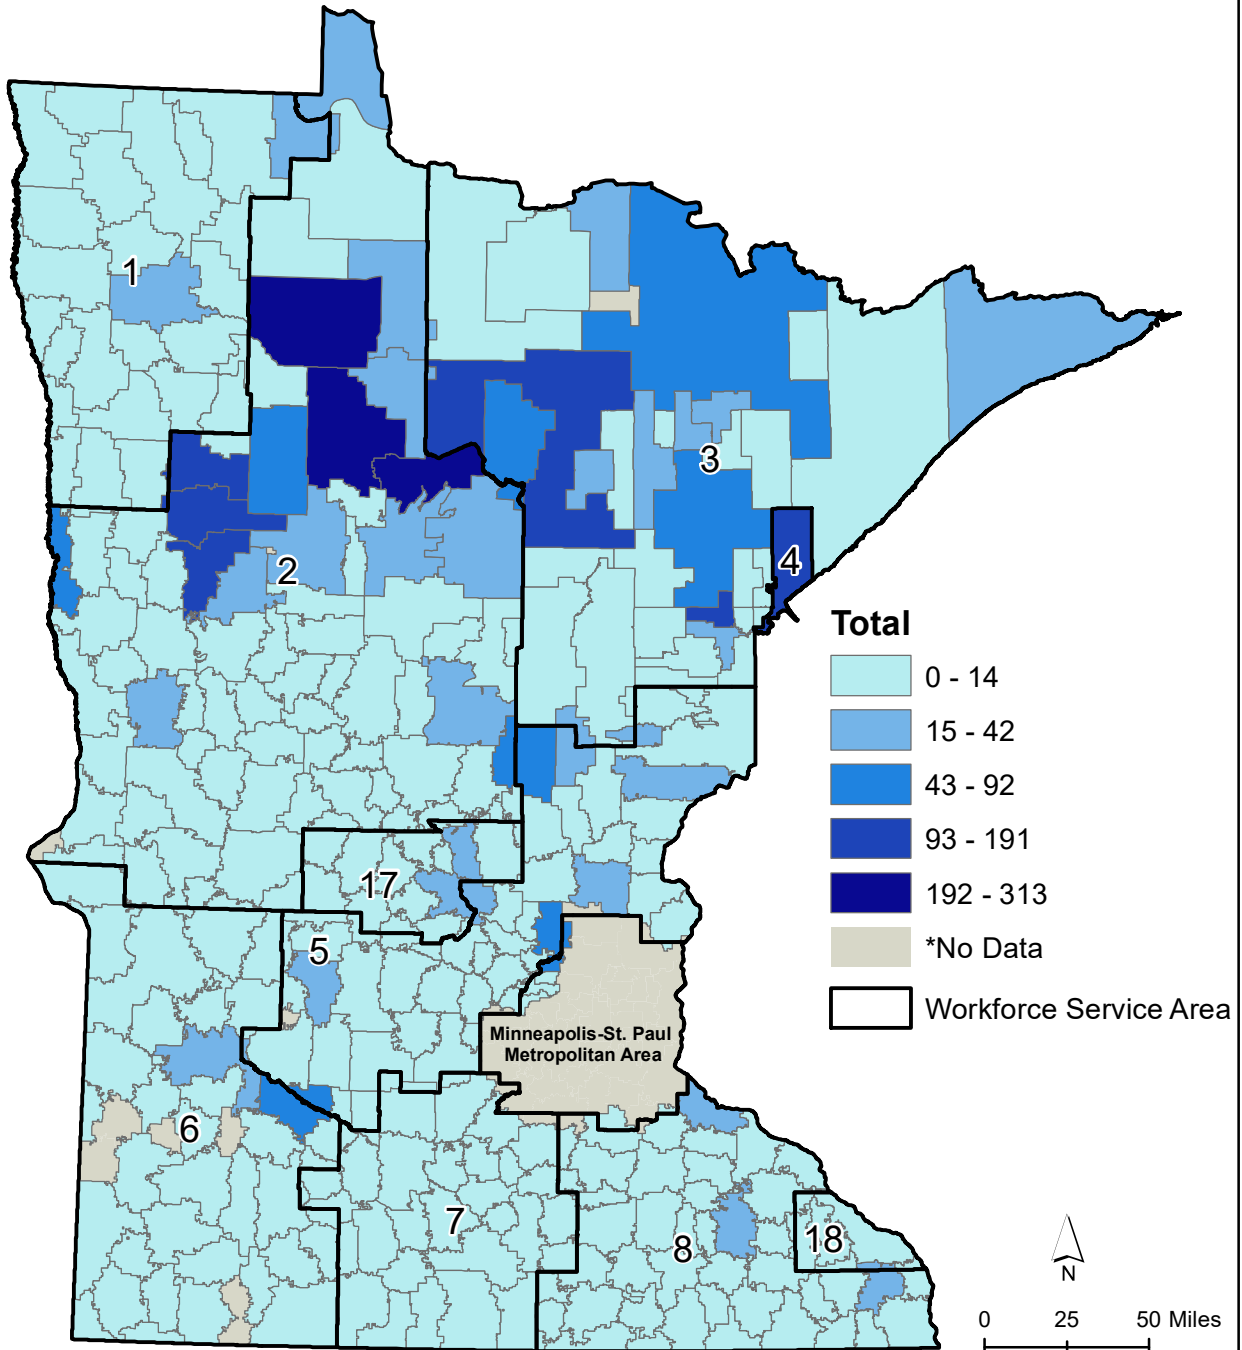 1
3
4
2
Total
0 - 14
15 - 42
43 - 92
93 - 191
192 - 313
*No Data
Workforce Service Area
17
5
Minneapolis-St. Paul
Metropolitan Area
6
7
8
18
N
0 25 50 Miles